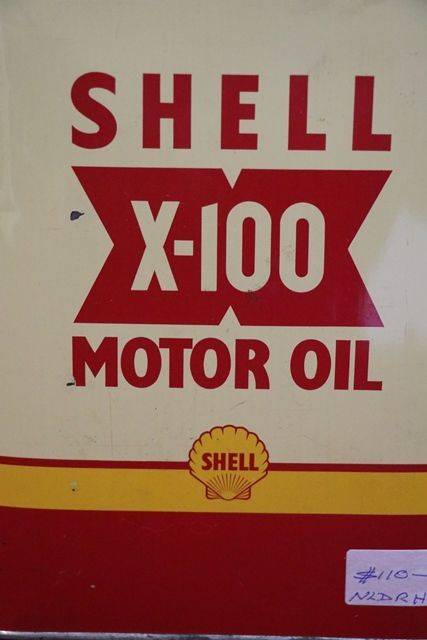 SHELL
X-100
MOTOR OIL
SHELL
#110-
NLDRH